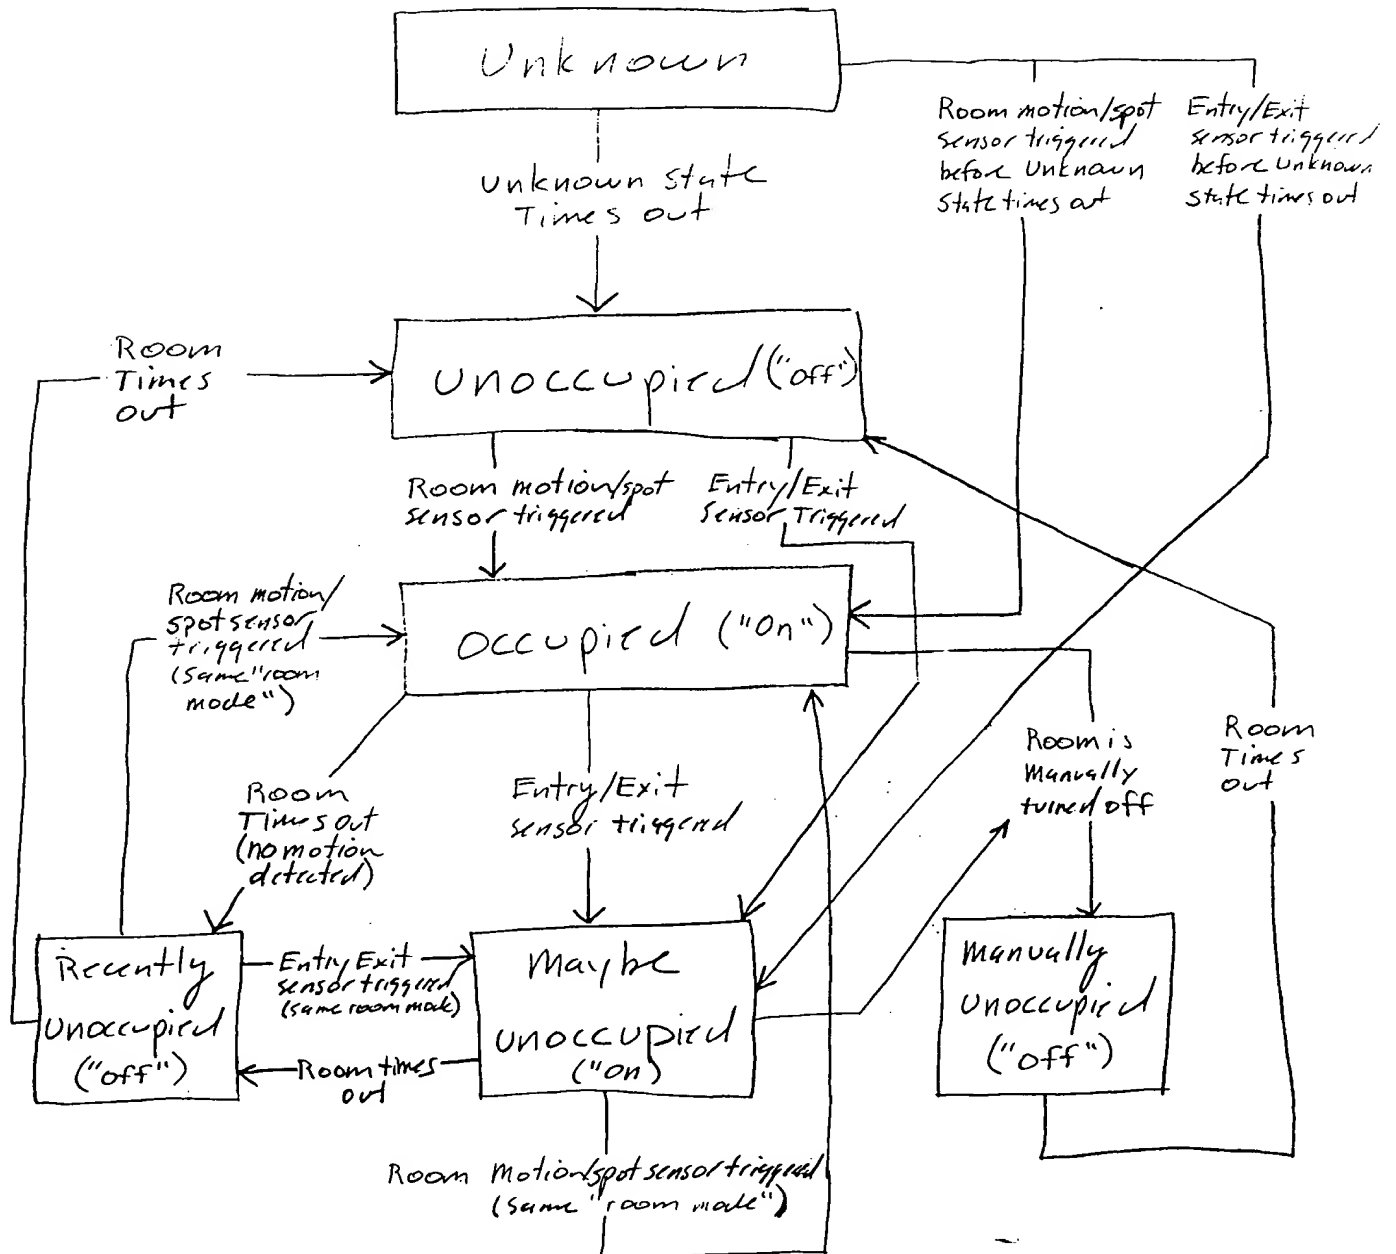 Unknown
Unknown State
Times out
Room motion/spot
sensor triggered
before Unknown
State times out
Entry/Exit
sensor triggered
before Unknown
state times out
Room
Times
out
Unoccupied ("off")
Room motion/spot
sensor triggered
Entry/Exit
Sensor Triggered
Room motion/
spot sensor
triggered
(same "room
mode")
Occupied ("On")
Room
Times out
(no motion
detected)
Entry/Exit
sensor triggered
Room is
Manually
turned off
Room
Times
out
Recently
Unoccupied
("off")
Entry Exit
sensor triggered
(same room mode)
Room times
out
Maybe
Unoccupied
("On)
Manually
Unoccupied
("Off")
Room Motion/spot sensor triggered
(same "room mode")